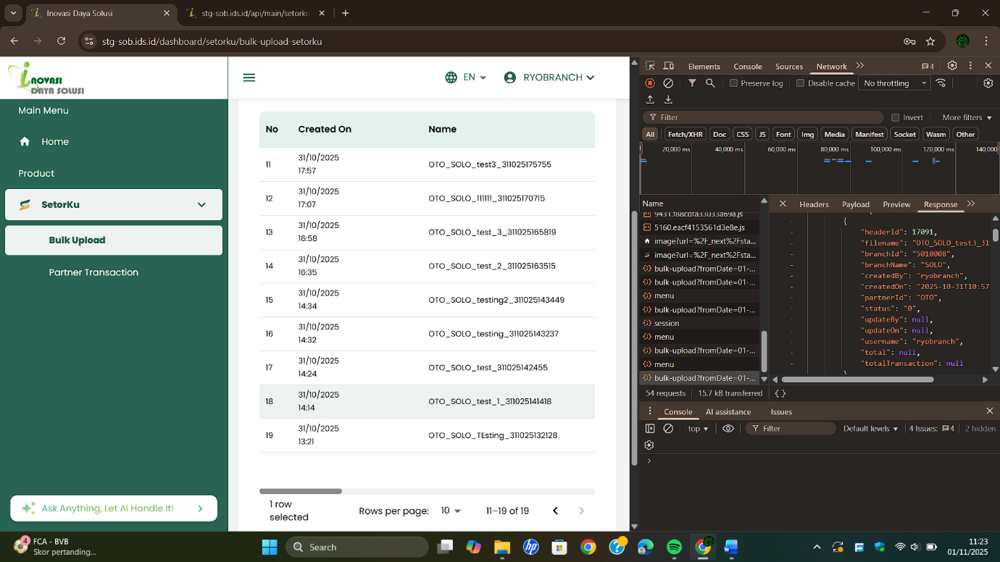 Inovasi Daya Solusi
stg-sob.ids.id/api/main/setorku
stg-sob.ids.id/dashboard/setorku/bulk-upload-setorku
iNOVASI
DAYA SOLUSI
Main Menu
Home
Product
SetorKu
Bulk Upload
Partner Transaction
Ask Anything, Let AI Handle It!
EN
RYOBRANCH
No Created On Name
11 31/10/2025 17:57 OTO_SOLO_test3_311025175755
12 31/10/2025 17:07 OTO_SOLO_111111_311025170715
13 31/10/2025 16:58 OTO_SOLO_test_3_311025165819
14 31/10/2025 16:35 OTO_SOLO_test_2_311025163515
15 31/10/2025 14:34 OTO_SOLO_testing2_311025143449
16 31/10/2025 14:32 OTO_SOLO_testing_311025143237
17 31/10/2025 14:24 OTO_SOLO_test_311025142455
18 31/10/2025 14:14 OTO_SOLO_test_1_311025141418
19 31/10/2025 13:21 OTO_SOLO_TEsting_311025132128
1 row
selected
Rows per page: 10 11–19 of 19
Elements Console Sources Network 4
Preserve log Disable cache No throttling
Filter Invert More filters
All Fetch/XHR Doc CSS JS Font Img Media Manifest Socket Wasm Other
20,000 ms 40,000 ms 60,000 ms 80,000 ms 100,000 ms 120,000 ms 140,000
Name
9431.f88cdfa33033a69a.js
5160.eacf4153561d3e8e.js
image?url=%2F_next%2Fsta...
image?url=%2F_next%2Fsta...
bulk-upload?fromDate=01-...
bulk-upload?fromDate=01-...
menu
bulk-upload?fromDate=01-...
session
menu
bulk-upload?fromDate=01-...
menu
bulk-upload?fromDate=01-...
Headers Payload Preview Response
{
"headerId": 17091,
"filename": "OTO_SOLO_test3_31
"branchId": "5010008",
"branchName": "SOLO",
"createdBy": "ryobranch",
"createdOn": "2025-10-31T10:57
"partnerId": "OTO",
"status": "0",
"updateBy": null,
"updateOn": null,
"username": "ryobranch",
"total": null,
"totalTransaction": null
54 requests 15.7 kB transferred { }
Console AI assistance Issues
top Filter Default levels 4 Issues: 4 2 hidden
4
FCA - BVB
Skor pertanding...
Search
11:23
01/11/2025